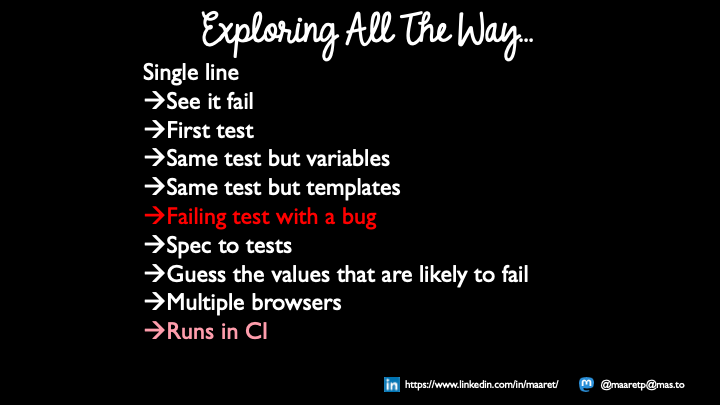 Exploring All The Way...
Single line
→See it fail
→First test
→Same test but variables
→Same test but templates
→Failing test with a bug
→Spec to tests
→Guess the values that are likely to fail
→Multiple browsers
→Runs in CI
in https://www.linkedin.com/in/maaret/ m @maaretp@mas.to